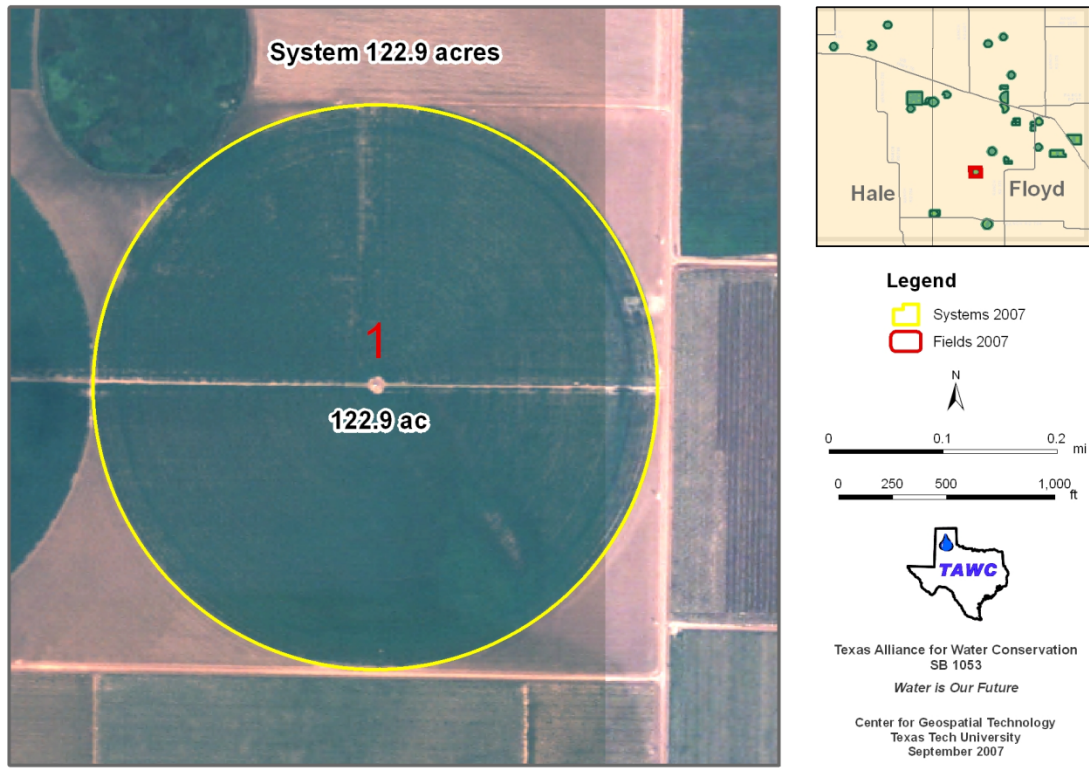 System 122.9 acres
1
122.9 ac
Hale
Floyd
Legend
Systems 2007
Fields 2007
N
0 0.1 0.2
mi
0 250 500 1,000
ft
TAWC
Texas Alliance for Water Conservation
SB 1053
Water is Our Future
Center for Geospatial Technology
Texas Tech University
September 2007